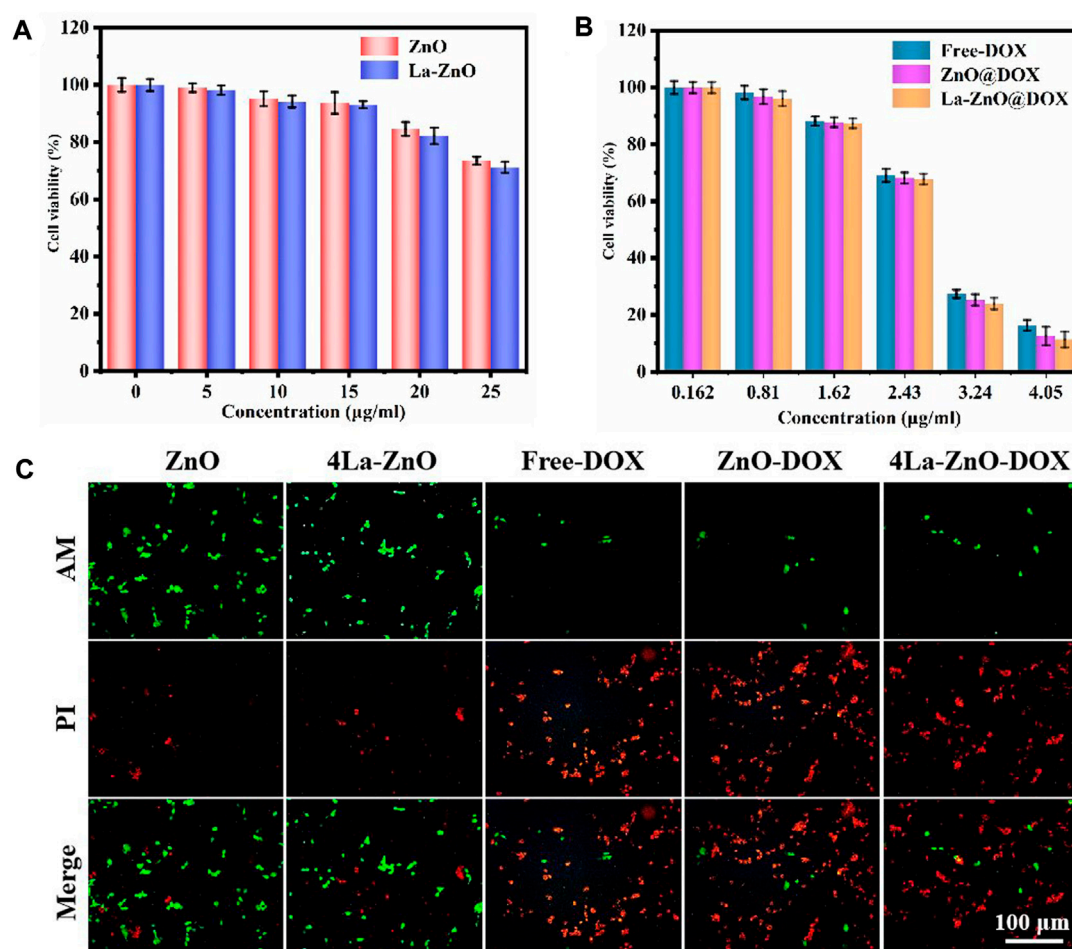 A
Cell viability (%)
120
100
80
60
40
20
0
ZnO
La-ZnO
0 5 10 15 20 25
Concentration (μg/ml)
B
Cell viability (%)
120
100
80
60
40
20
0
Free-DOX
ZnO@DOX
La-ZnO@DOX
0.162 0.81 1.62 2.43 3.24 4.05
Concentration (μg/ml)
C
ZnO 4La-ZnO Free-DOX ZnO-DOX 4La-ZnO-DOX
AM
PI
Merge
100 μm